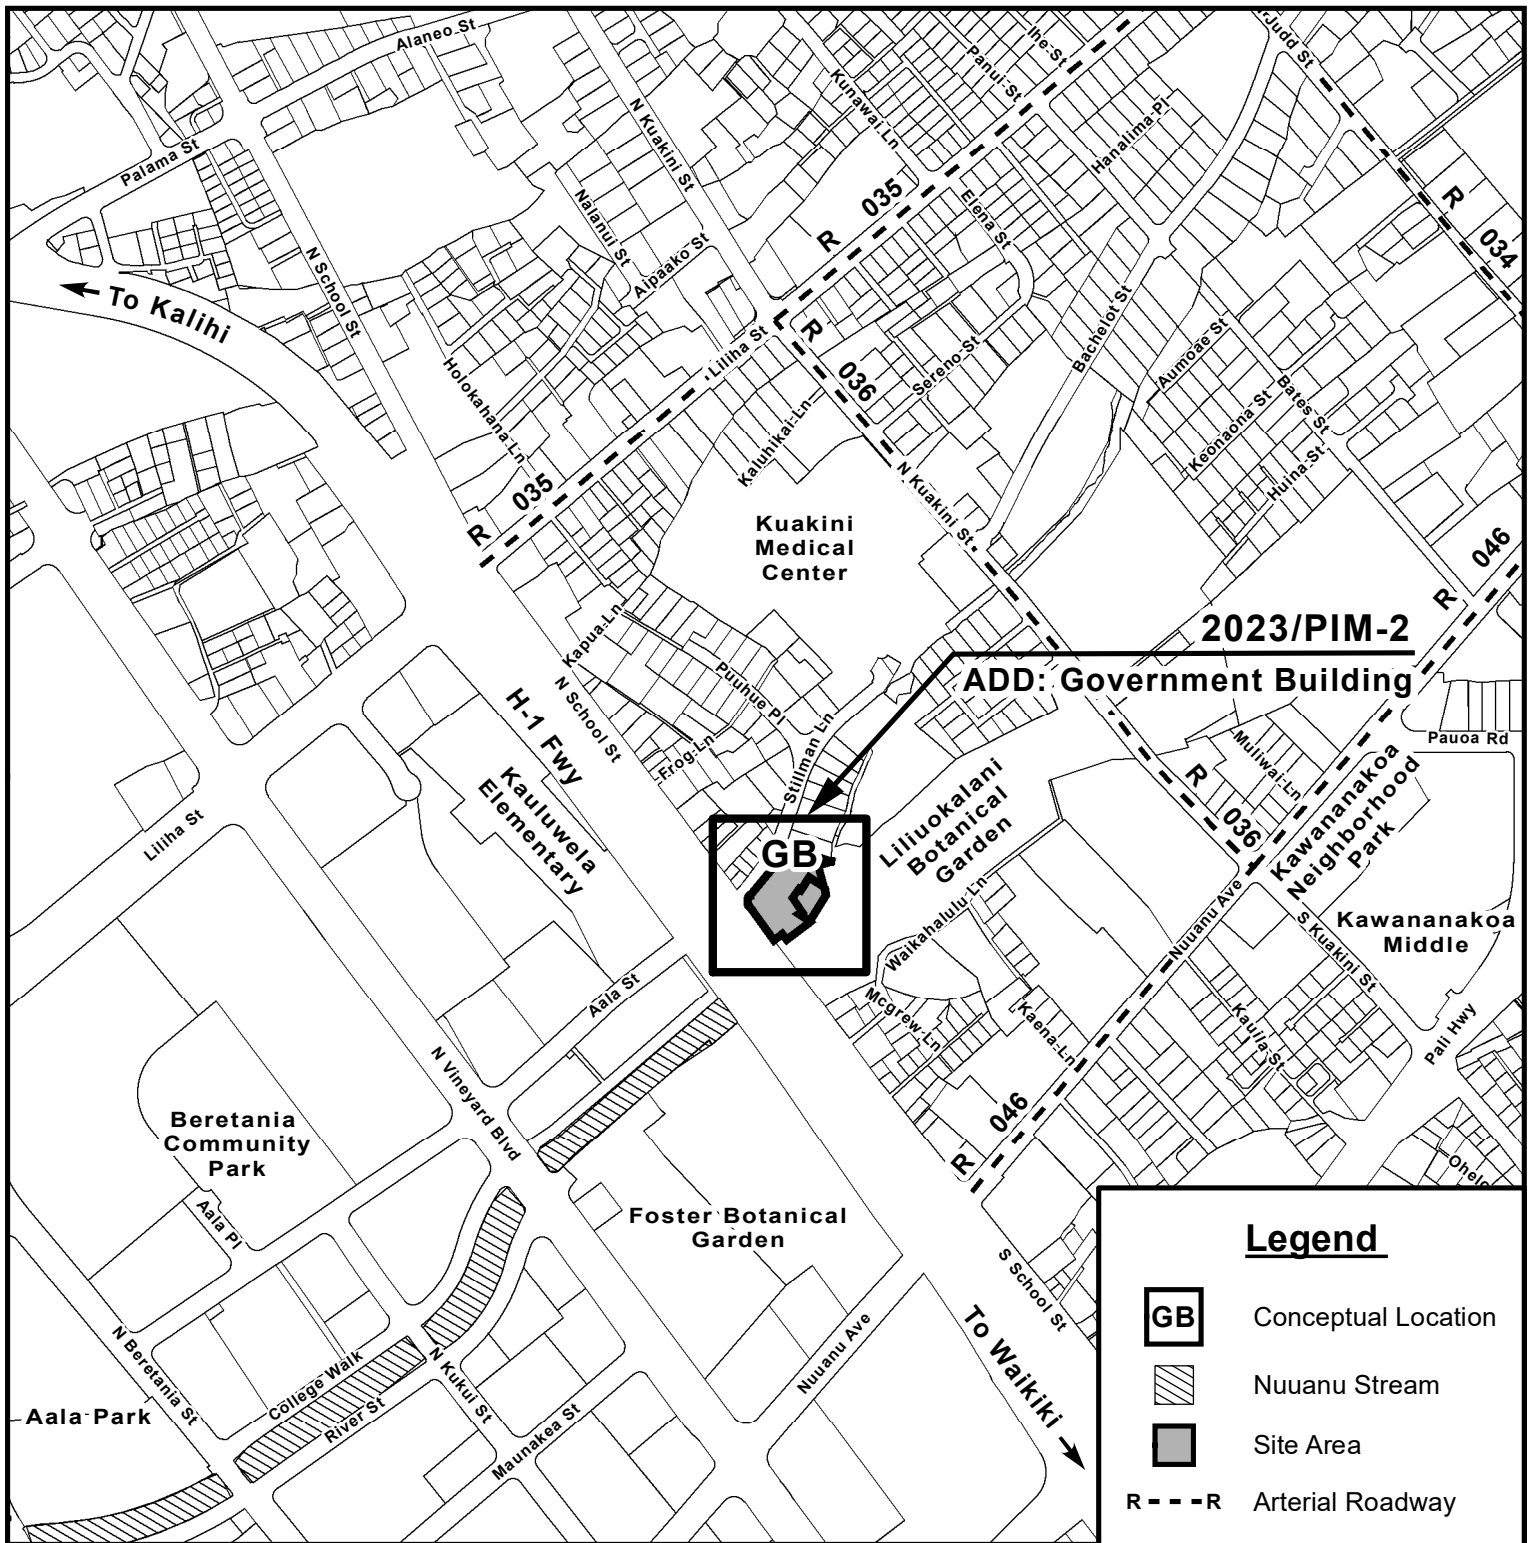 Alaneo St
Palama St
N School St
To Kalihi
N Kuakini St
Nalanui St
Aipaako St
Holokahana Ln
Liliha St
Kunawai Ln
Panui St
Ihe St
Judd St
Hanalima Pl
Elena St
R
035
R
034
R
036
Sereno St
Bachelot St
Aumoae St
Bates St
Keonaona St
Huina St
Kaluhikai Ln
N Kuakini St
R
035
Kuakini
Medical
Center
046
R
2023/PIM-2
ADD: Government Building
Kapua Ln
Puuhue Pl
N School St
Frog Ln
Stillman Ln
H-1 Fwy
Kauluwela
Elementary
Liliha St
GB
Liliuokalani
Botanical
Garden
Waikahalulu Ln
Muliwai Ln
Pauoa Rd
R
036
Kawananakoa
Neighborhood
Park
Nuuanu Ave
S Kuakini St
Kawananakoa
Middle
Pali Hwy
Mcgrew Ln
Kaena Ln
Kauila St
046
R
Aala St
N Vineyard Blvd
Beretania
Community
Park
Aala Pl
Foster Botanical
Garden
N Beretania St
College Walk
River St
N Kukui St
Maunakea St
Nuuanu Ave
Aala Park
S School St
To Waikiki
Ohelo
Legend
GB Conceptual Location
Nuuanu Stream
Site Area
R R Arterial Roadway